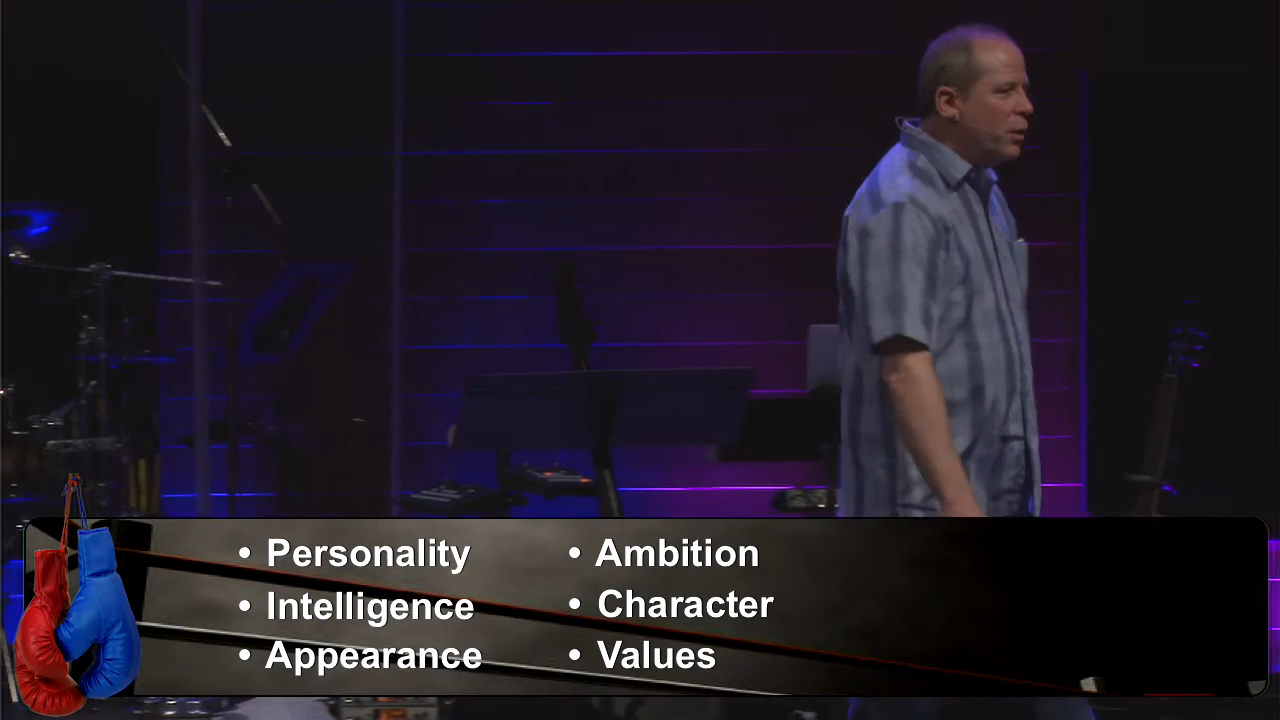 • Personality
• Intelligence
• Appearance
• Ambition
• Character
• Values